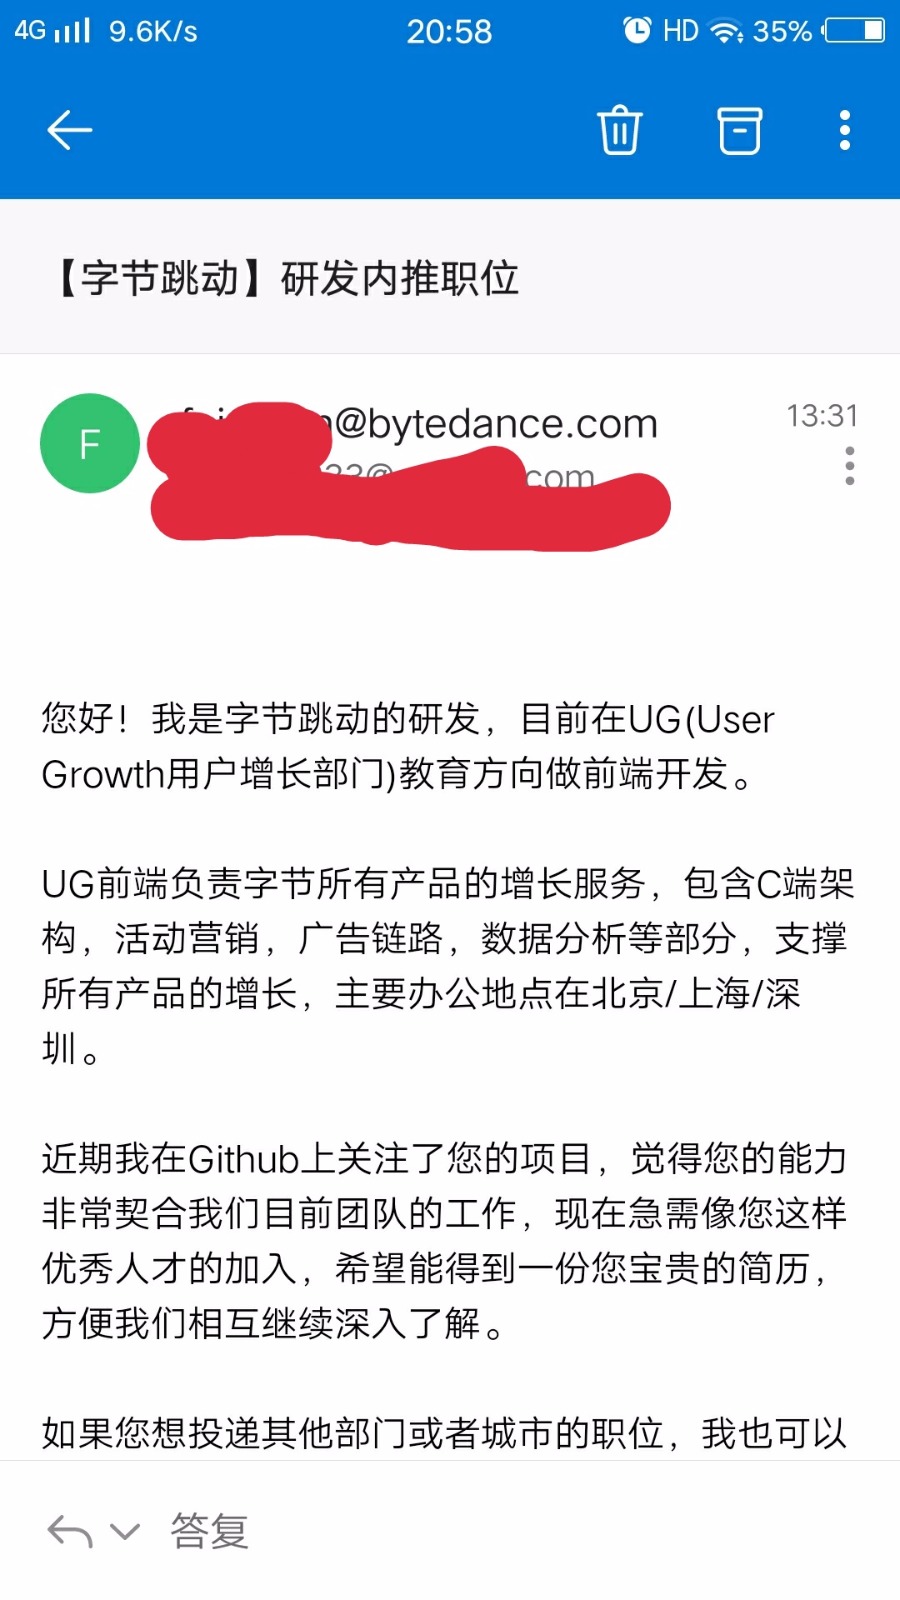 4G 9.6K/s 20:58 HD 35%
【字节跳动】研发内推职位
F @bytedance.com 13:31
com
您好！我是字节跳动的研发，目前在UG(User
Growth用户增长部门)教育方向做前端开发。
UG前端负责字节所有产品的增长服务，包含C端架
构，活动营销，广告链路，数据分析等部分，支撑
所有产品的增长，主要办公地点在北京/上海/深
圳。
近期我在Github上关注了您的项目，觉得您的能力
非常契合我们目前团队的工作，现在急需像您这样
优秀人才的加入，希望能得到一份您宝贵的简历，
方便我们相互继续深入了解。
如果您想投递其他部门或者城市的职位，我也可以
答复